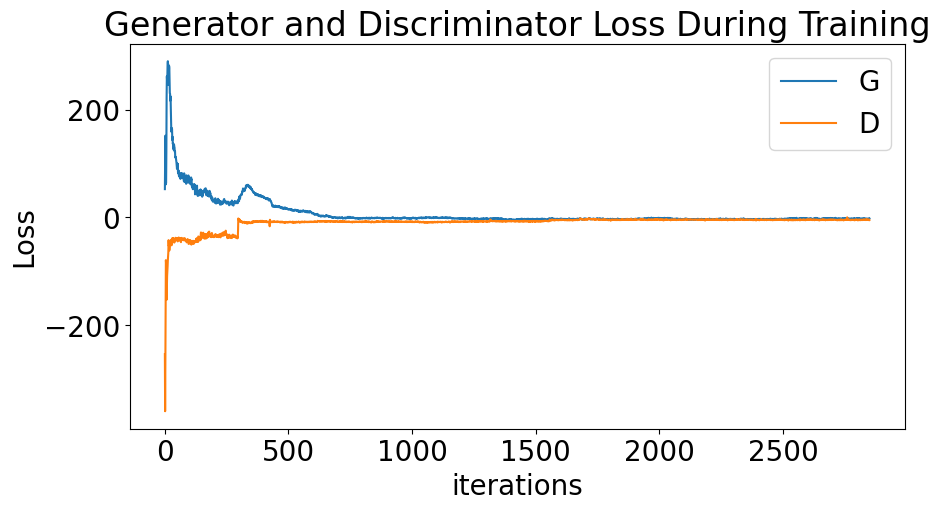 Generator and Discriminator Loss During Training
G
D
200
0
−200
Loss
0 500 1000 1500 2000 2500
iterations